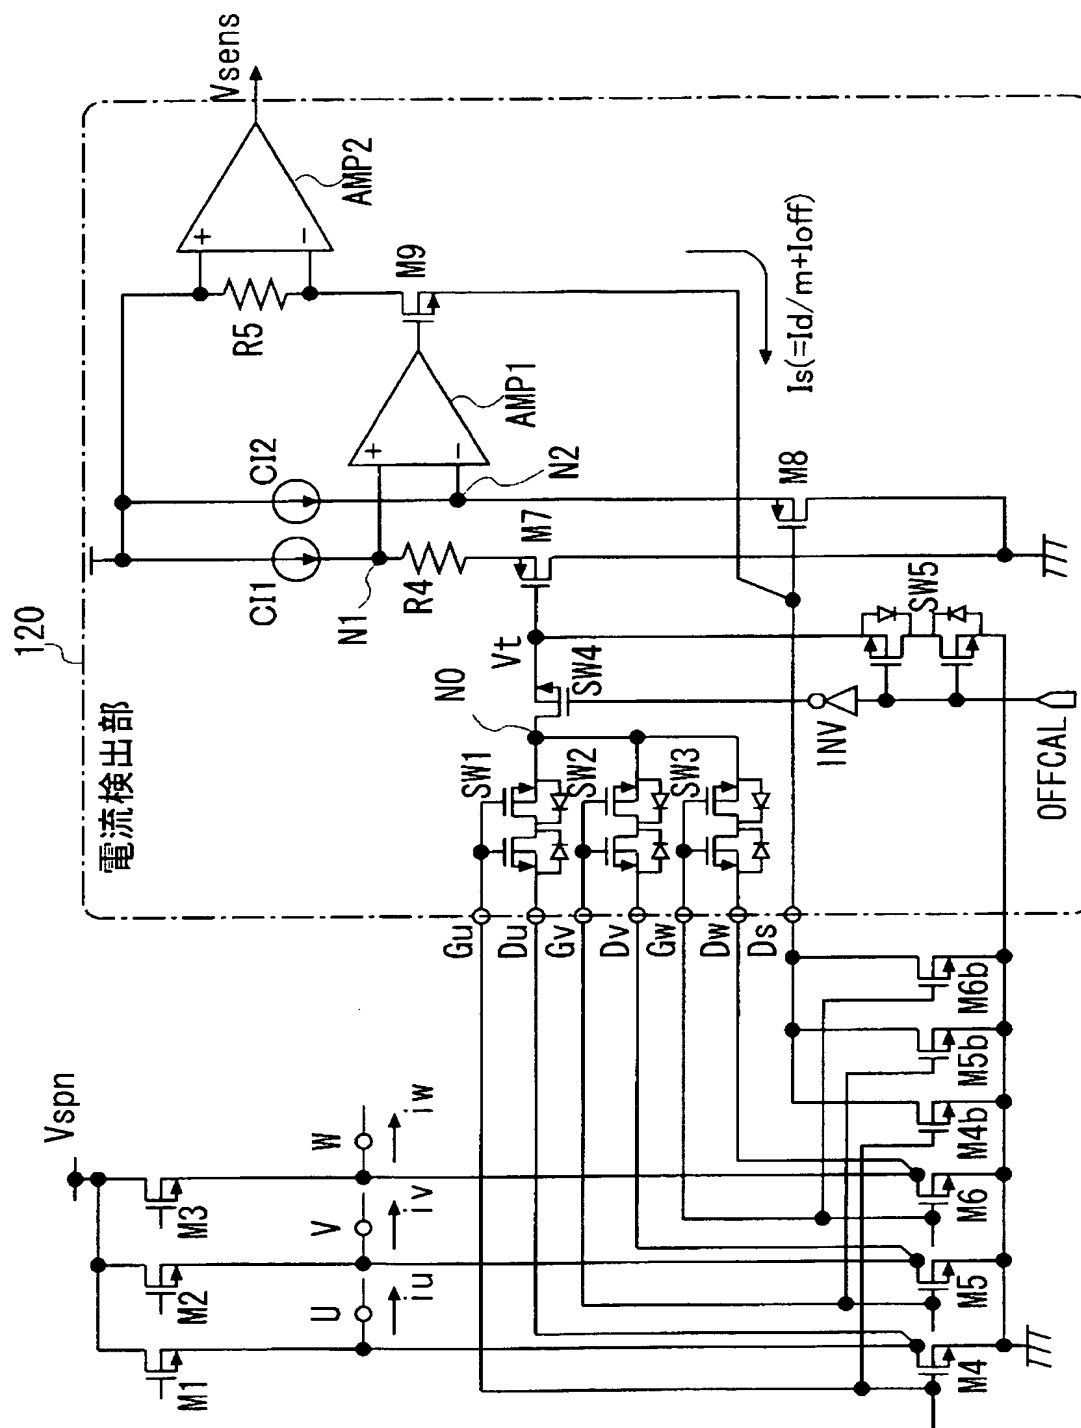 120
電流検出部
Vsens
AMP2
R5
M9
AMP1
Is(=Id/m+Ioff)
CI2
CI1
N2
N1
R4
M7
M8
Vt
N0
SW4
SW5
SW1
SW2
SW3
INV
OFFCAL
Gu
Du
Gv
Dv
Gw
Dw
Ds
Vspn
M1
M2
M3
U
V
W
iu
iv
iw
M4
M5
M6
M4b
M5b
M6b
+
-
+
-